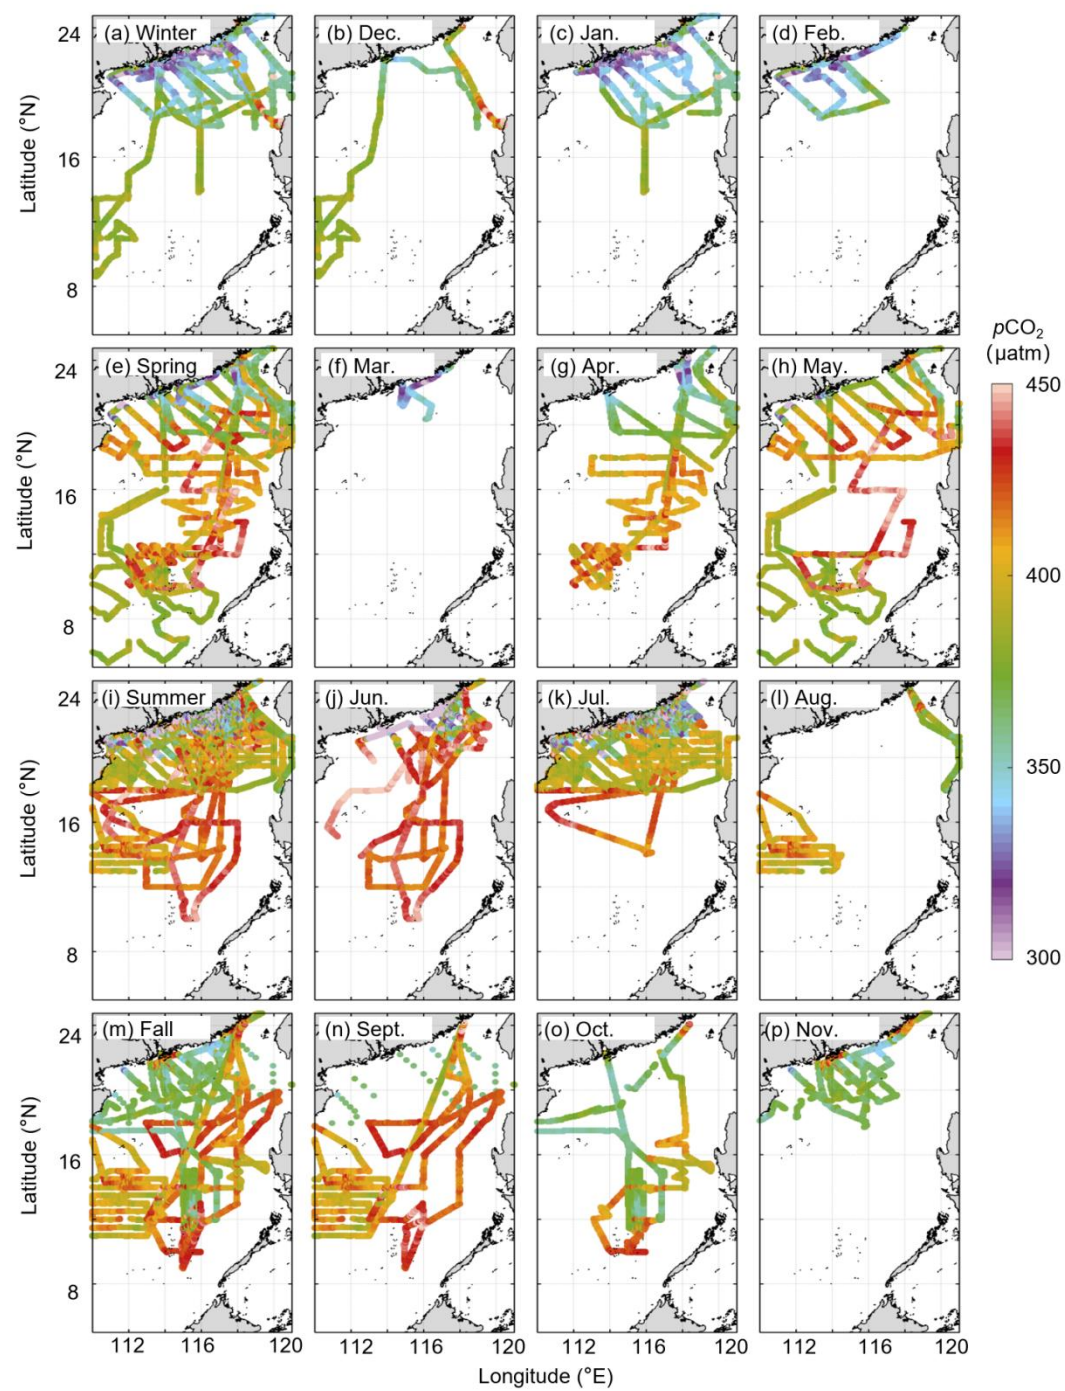 (a) Winter (b) Dec. (c) Jan. (d) Feb.
24
16
8
Latitude (°N)
(e) Spring (f) Mar. (g) Apr. (h) May.
24
16
8
Latitude (°N)
pCO₂
(µatm)
450
400
350
300
(i) Summer (j) Jun. (k) Jul. (l) Aug.
24
16
8
Latitude (°N)
(m) Fall (n) Sept. (o) Oct. (p) Nov.
24
16
8
Latitude (°N)
112 116 120 112 116 120 112 116 120 112 116 120
Longitude (°E)